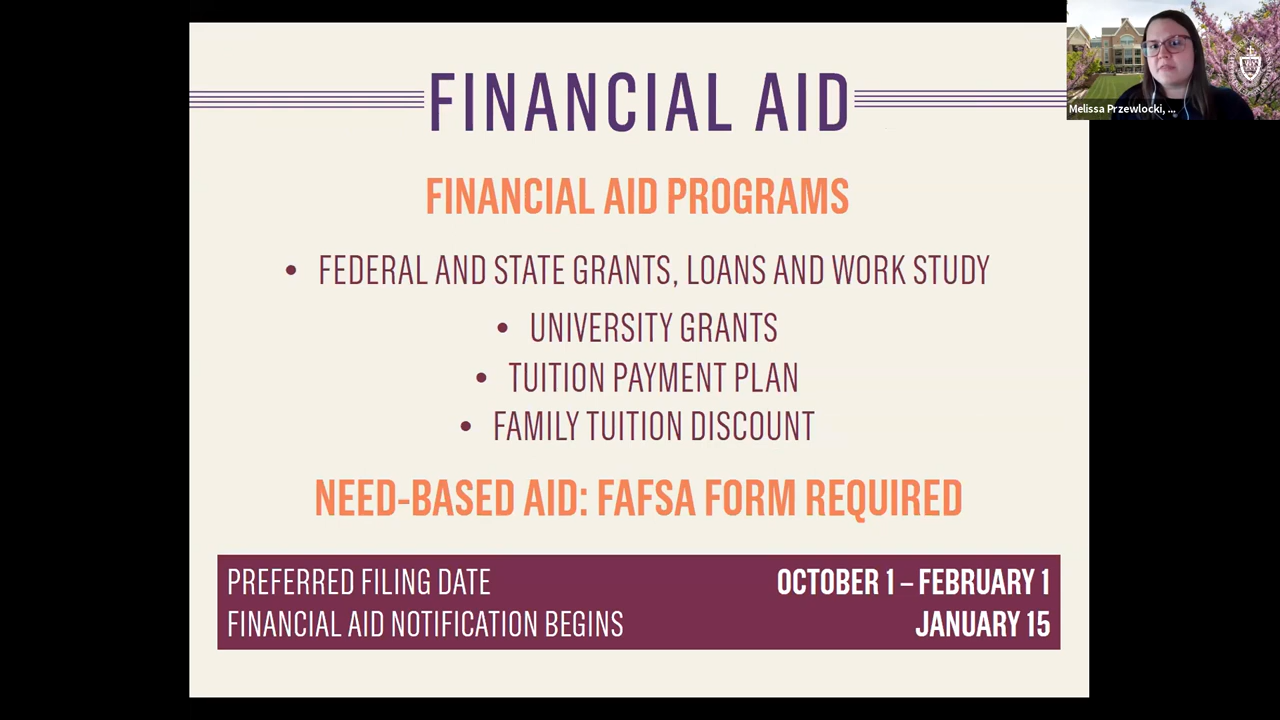 FINANCIAL AID
FINANCIAL AID PROGRAMS
• FEDERAL AND STATE GRANTS, LOANS AND WORK STUDY
• UNIVERSITY GRANTS
• TUITION PAYMENT PLAN
• FAMILY TUITION DISCOUNT
NEED-BASED AID: FAFSA FORM REQUIRED
PREFERRED FILING DATE OCTOBER 1 – FEBRUARY 1
FINANCIAL AID NOTIFICATION BEGINS JANUARY 15
Melissa Przewlocki, ...